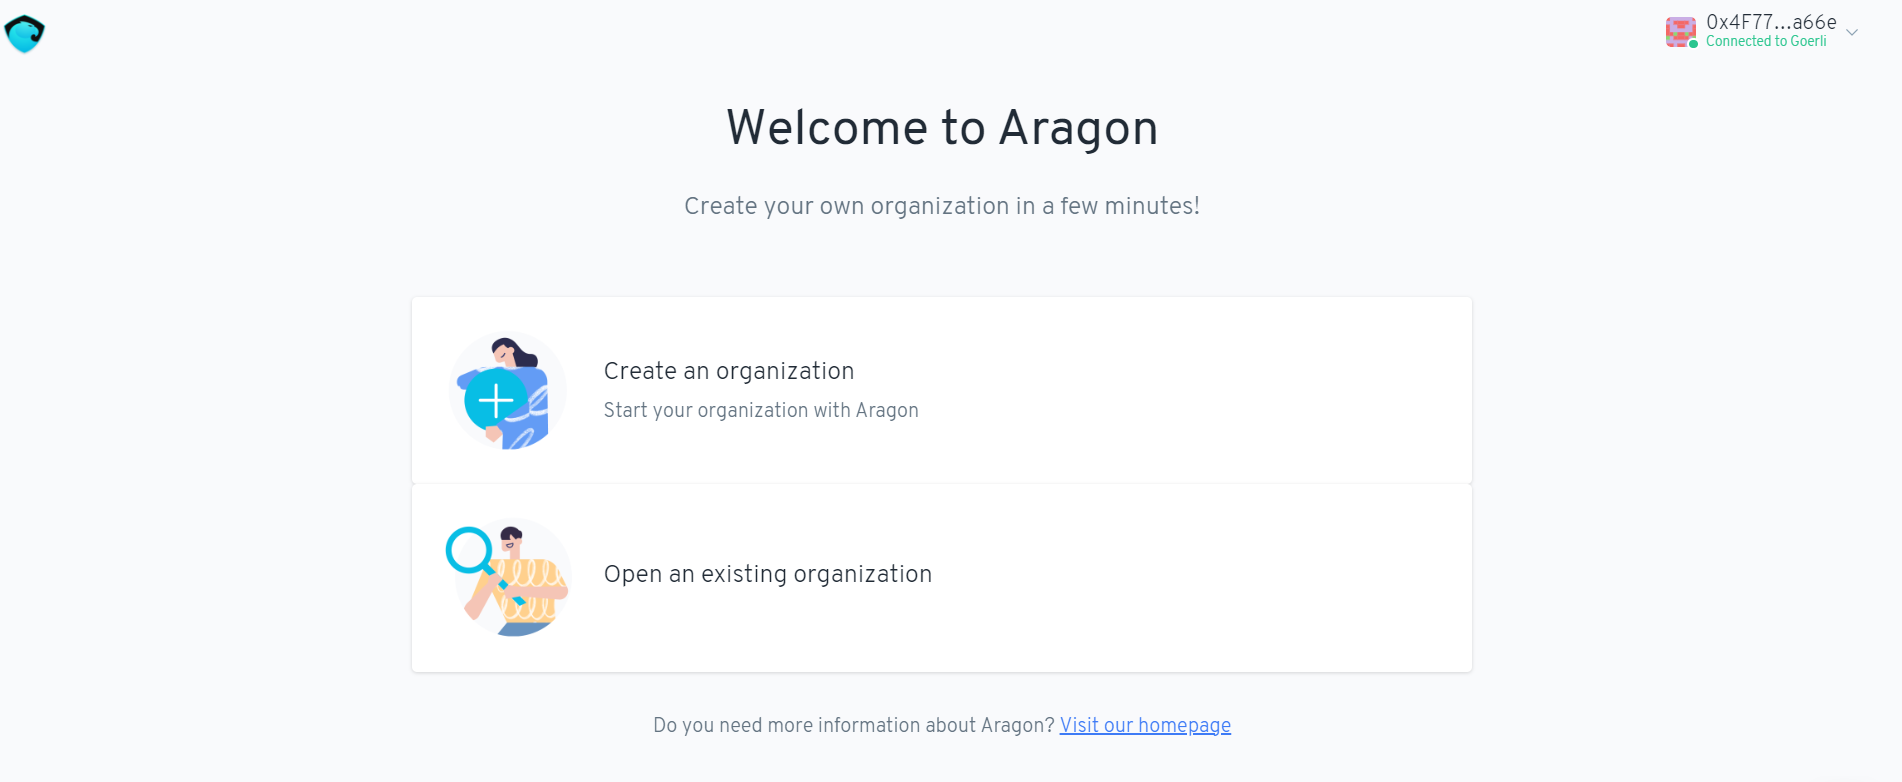 0x4F77...a66e
Connected to Goerli
Welcome to Aragon
Create your own organization in a few minutes!
Create an organization
Start your organization with Aragon
Open an existing organization
Do you need more information about Aragon? Visit our homepage